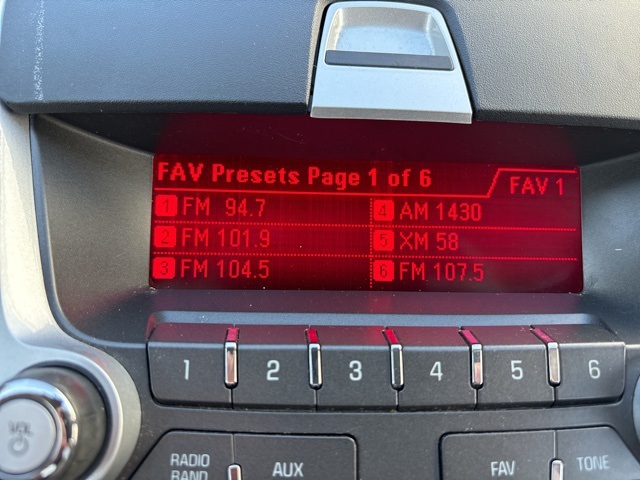 FAV Presets Page 1 of 6 FAV 1
1 FM 94.7 4 AM 1430
2 FM 101.9 5 XM 58
3 FM 104.5 6 FM 107.5
1 2 3 4 5 6
VOL
RADIO BAND AUX FAV TONE